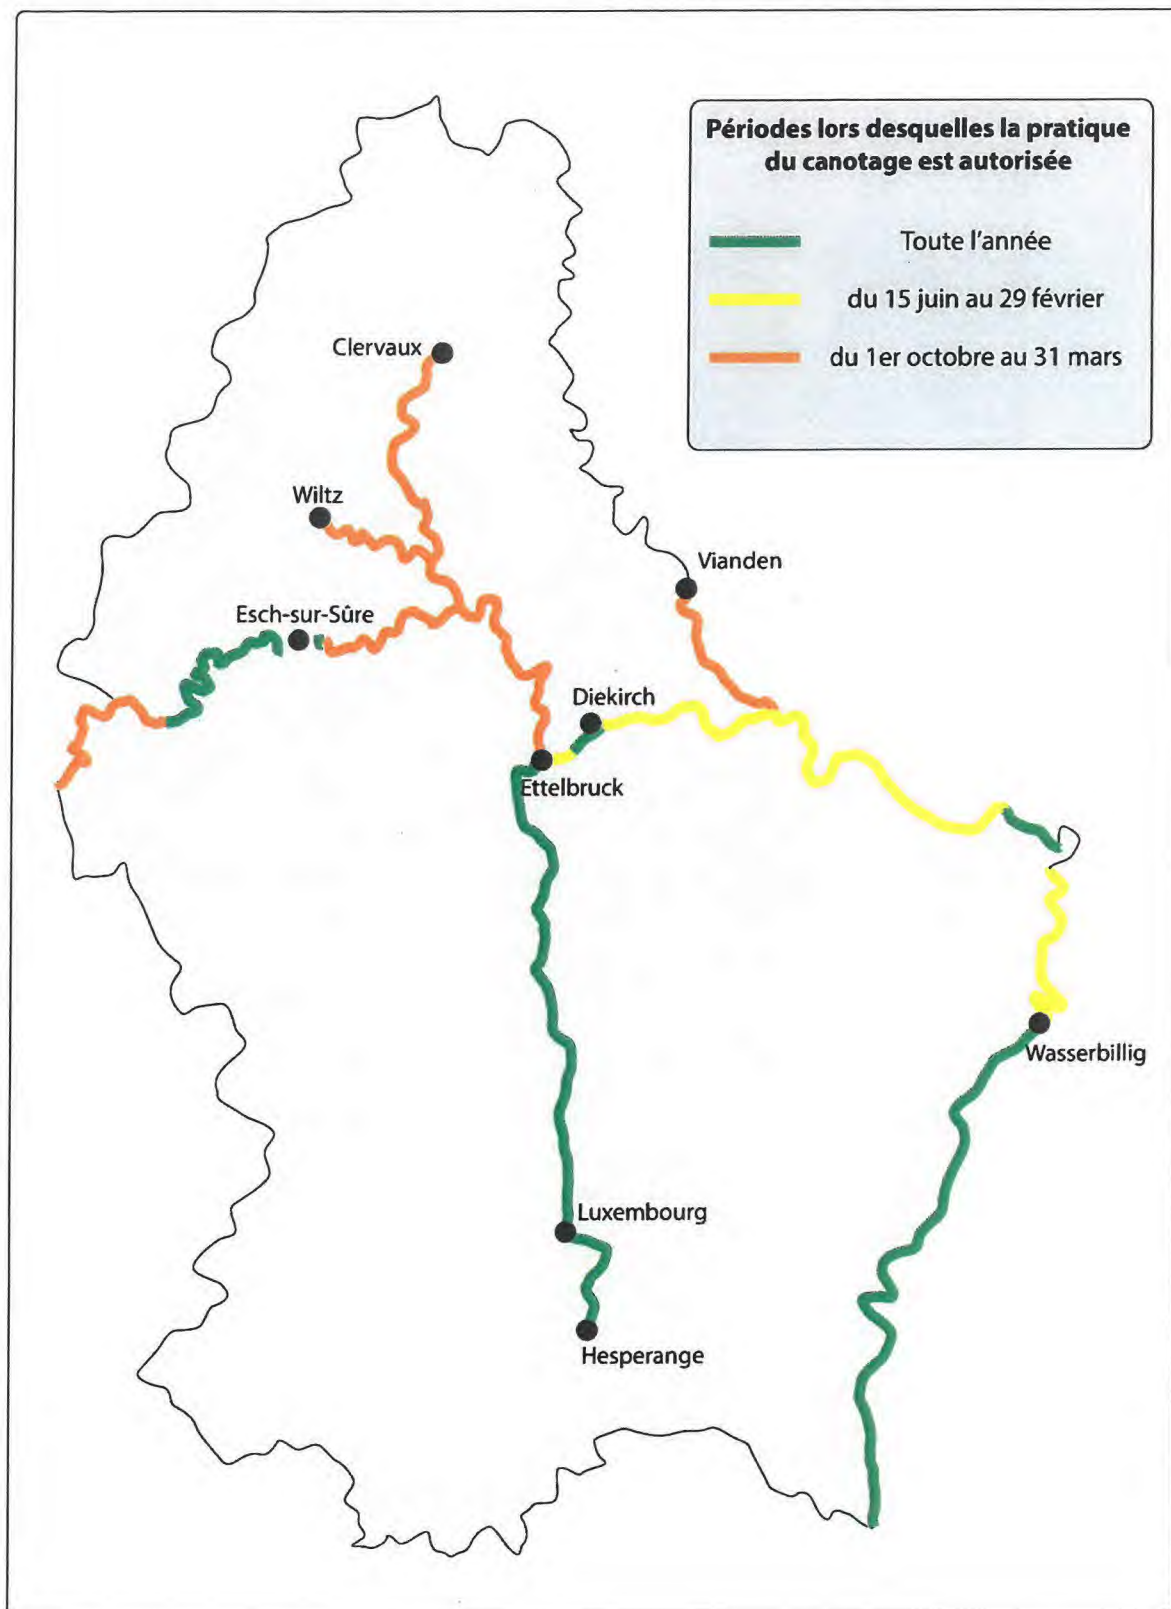 Périodes lors desquelles la pratique
du canotage est autorisée
Toute l'année
du 15 juin au 29 février
du 1er octobre au 31 mars
Clervaux
Wiltz
Vianden
Esch-sur-Sûre
Diekirch
Ettelbruck
Wasserbillig
Luxembourg
Hesperange